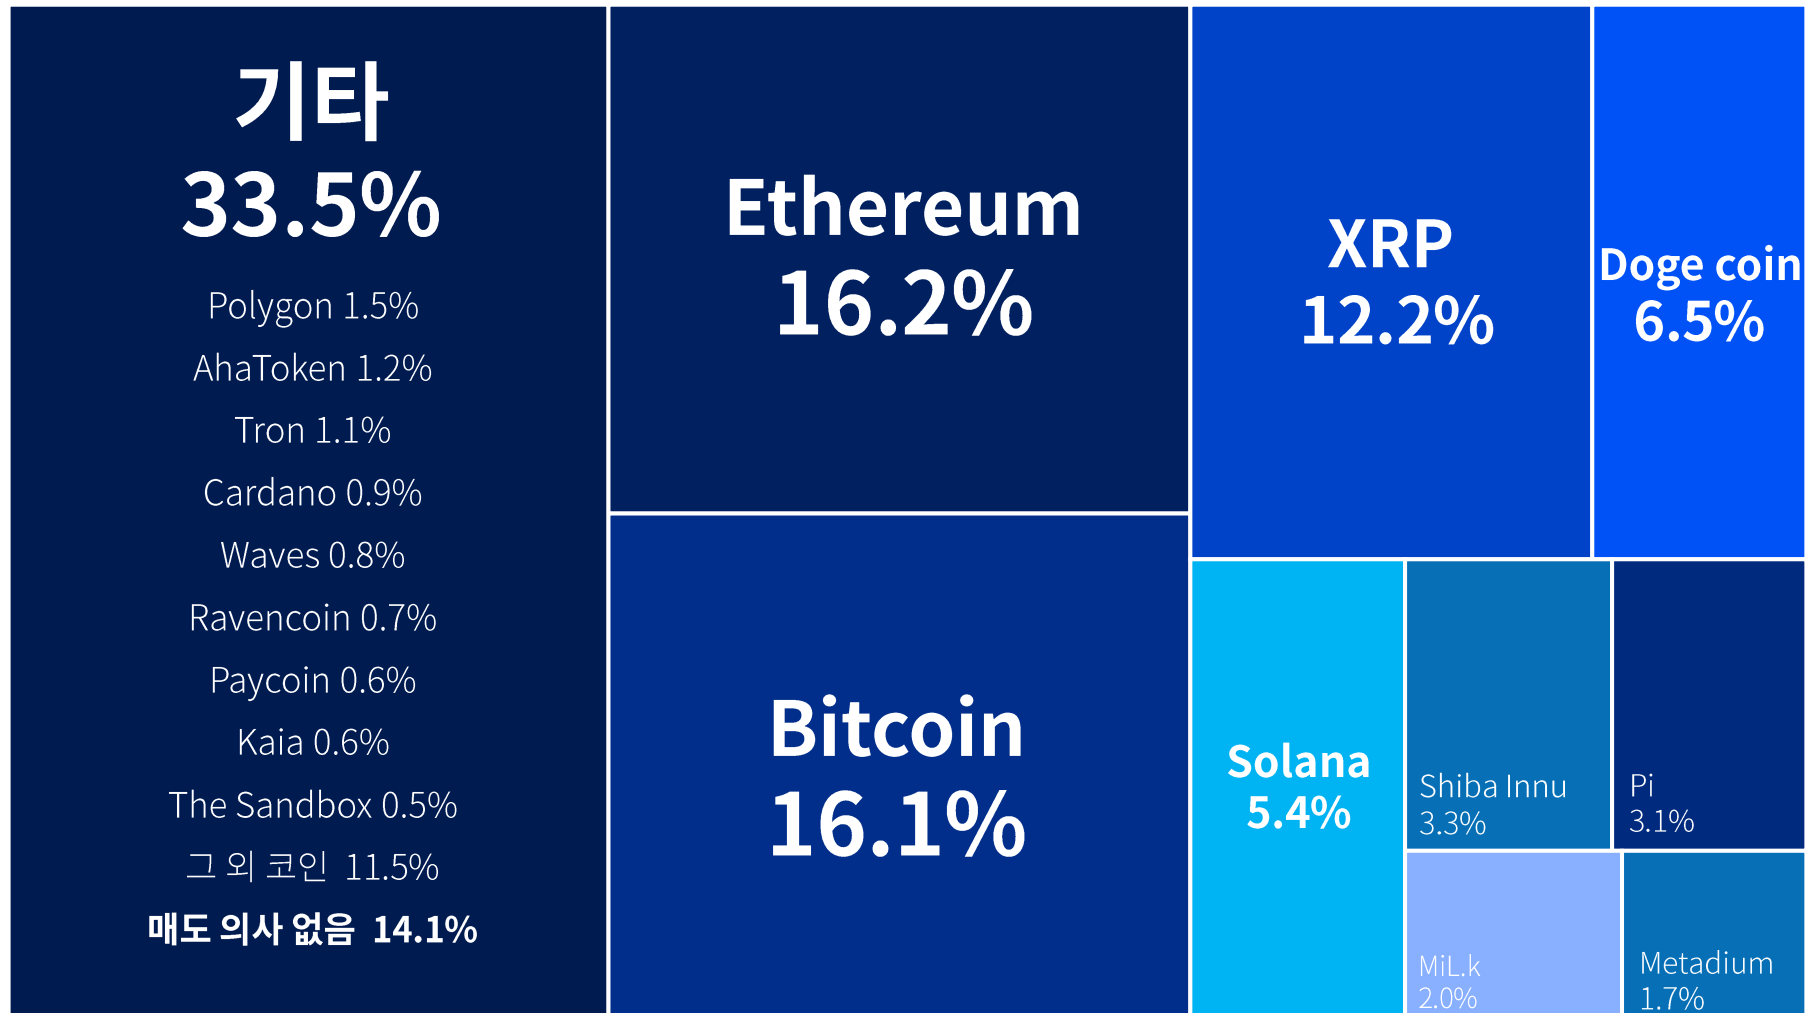 기타
33.5%
Polygon 1.5%
AhaToken 1.2%
Tron 1.1%
Cardano 0.9%
Waves 0.8%
Ravencoin 0.7%
Paycoin 0.6%
Kaia 0.6%
The Sandbox 0.5%
그 외 코인 11.5%
매도 의사 없음 14.1%
Ethereum
16.2%
Bitcoin
16.1%
XRP
12.2%
Doge coin
6.5%
Solana
5.4%
Shiba Innu
3.3%
Pi
3.1%
MiL.k
2.0%
Metadium
1.7%